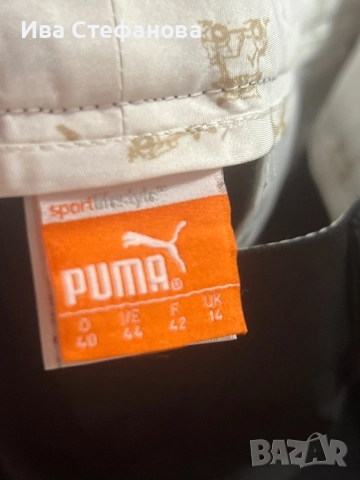 Ива Стефанова
sportlifestyle
PUMA®
D I/E F UK
40 44 42 14
BAZAR